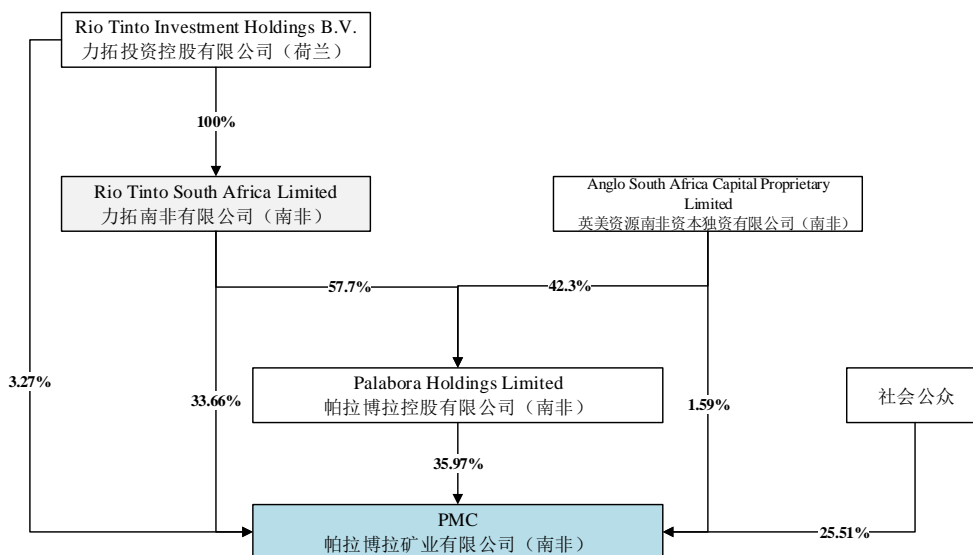 Rio Tinto Investment Holdings B.V.
力拓投资控股有限公司（荷兰）
100%
Rio Tinto South Africa Limited
力拓南非有限公司（南非）
Anglo South Africa Capital Proprietary
Limited
英美资源南非资本独资有限公司（南非）
57.7%
42.3%
3.27%
33.66%
Palabora Holdings Limited
帕拉博拉控股有限公司（南非）
1.59%
社会公众
35.97%
PMC
帕拉博拉矿业有限公司（南非）
25.51%